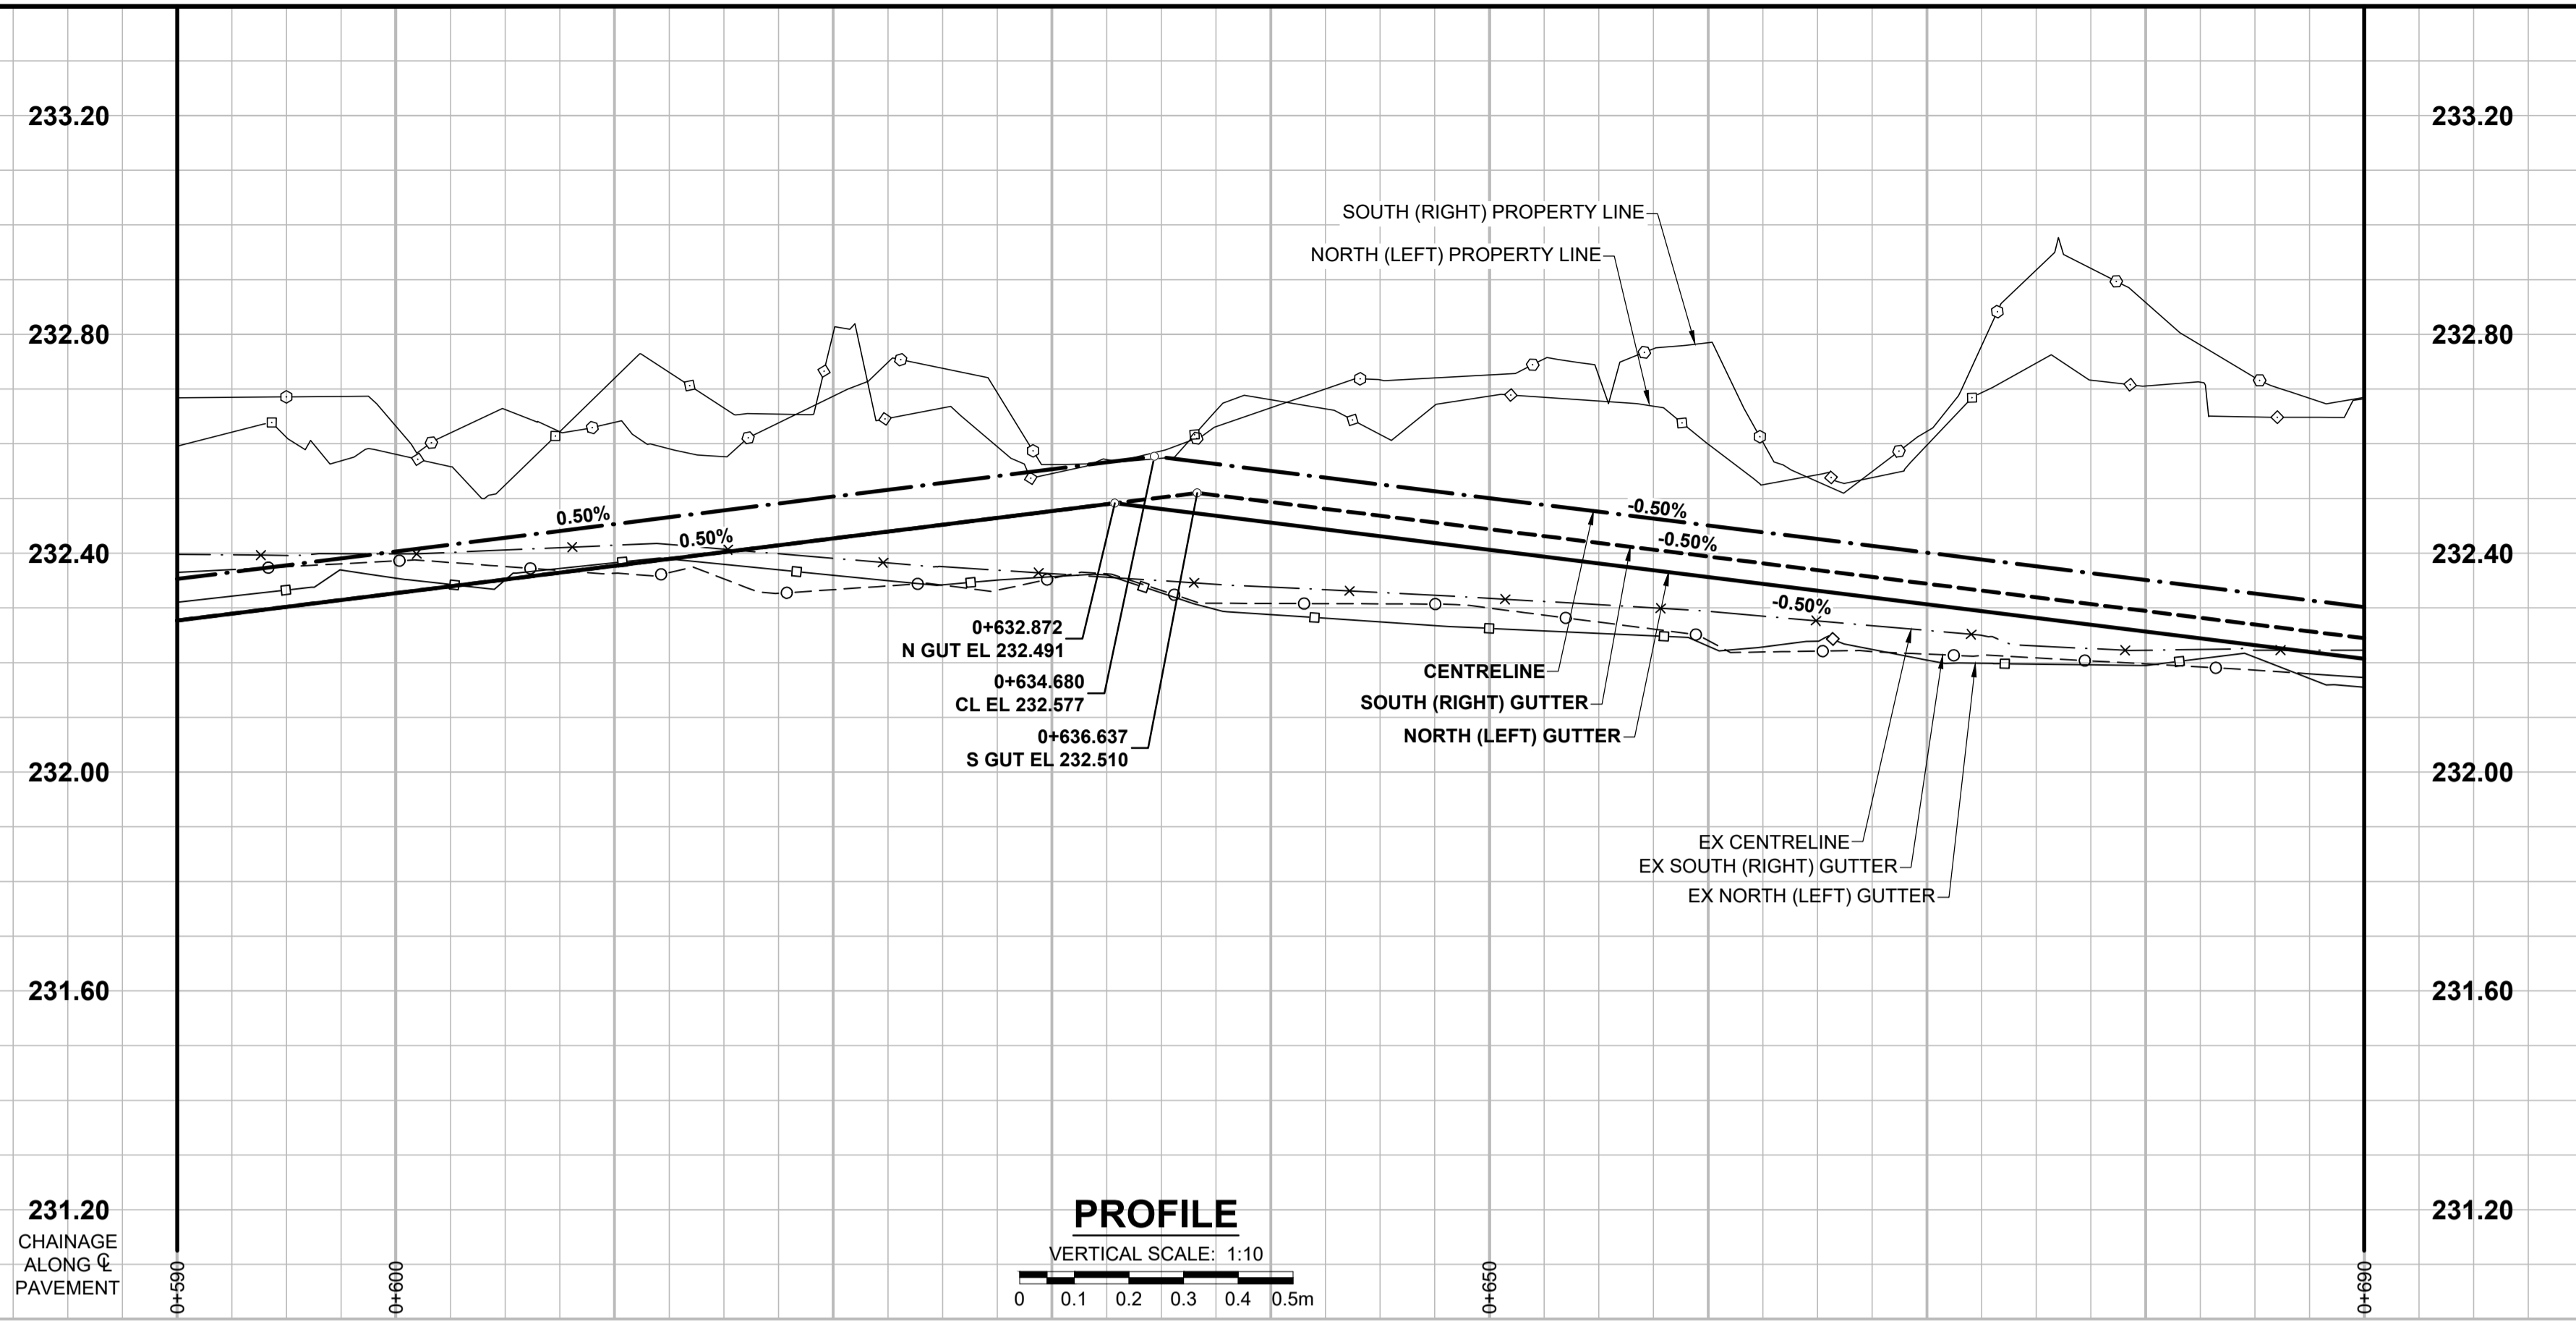 233.20
233.20
SOUTH (RIGHT) PROPERTY LINE
NORTH (LEFT) PROPERTY LINE
232.80
232.80
0.50%
0.50%
-0.50%
-0.50%
-0.50%
232.40
232.40
0+632.872
N GUT EL 232.491
0+634.680
CL EL 232.577
0+636.637
S GUT EL 232.510
CENTRELINE
SOUTH (RIGHT) GUTTER
NORTH (LEFT) GUTTER
232.00
232.00
EX CENTRELINE
EX SOUTH (RIGHT) GUTTER
EX NORTH (LEFT) GUTTER
231.60
231.60
231.20
231.20
CHAINAGE
ALONG ℄
PAVEMENT
0+590
0+600
PROFILE
VERTICAL SCALE: 1:10
0 0.1 0.2 0.3 0.4 0.5m
0+650
0+690